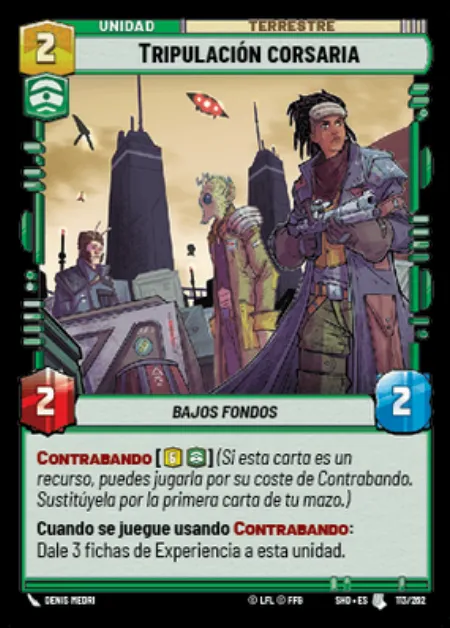 UNIDAD
TERRESTRE
2
TRIPULACIÓN CORSARIA
2
BAJOS FONDOS
2
CONTRABANDO [6] (Si esta carta es un
recurso, puedes jugarla por su coste de Contrabando.
Sustitúyela por la primera carta de tu mazo.)
Cuando se juegue usando CONTRABANDO:
Dale 3 fichas de Experiencia a esta unidad.
DENIS MEDRI
© LFL © FFG
SHD • ES
113/262